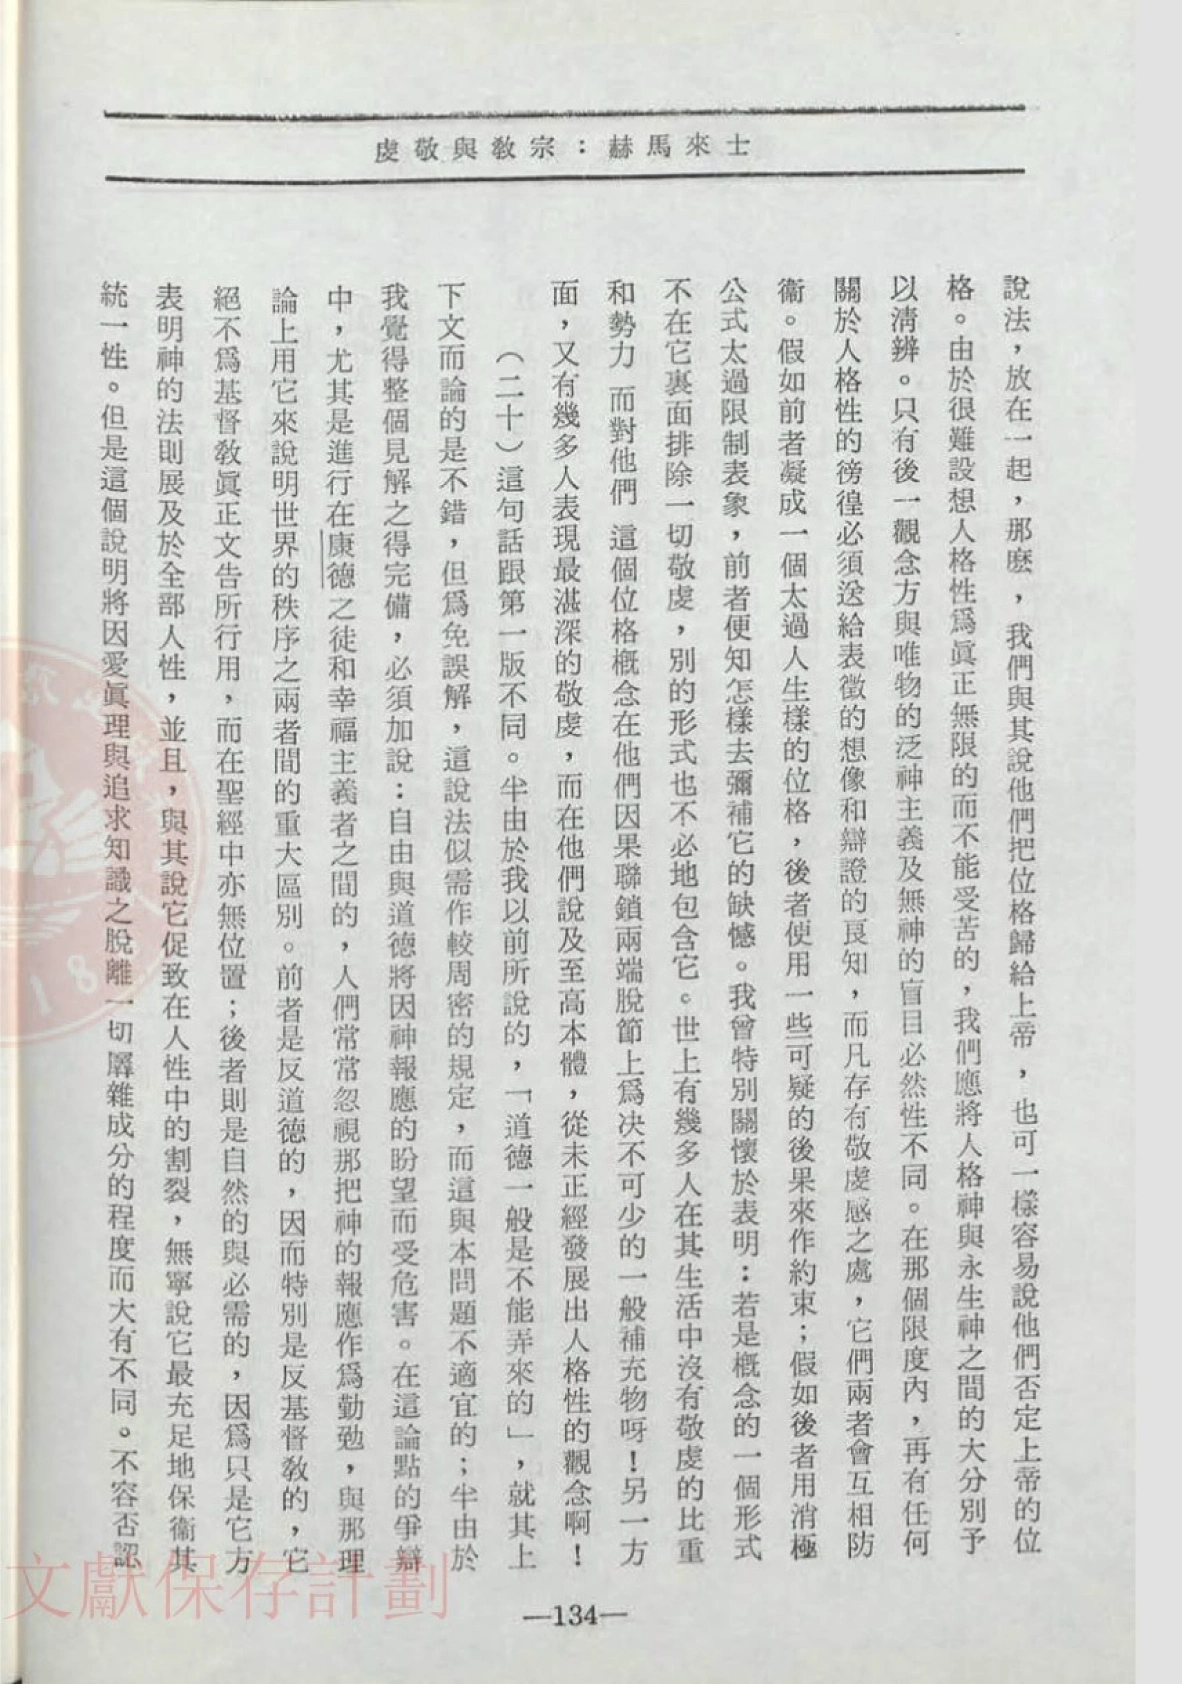 士來馬赫：宗教與敬虔
說法，放在一起，那麽，我們與其說他們把位格歸給上帝，也可一樣容易說他們否定上帝的位
格。由於很難設想人格性爲眞正無限的而不能受苦的，我們應將人格神與永生神之間的大分別予
以淸辨。只有後一觀念方與唯物的泛神主義及無神的盲目必然性不同。在那個限度內，再有任何
關於人格性的徬徨必須送給表徵的想像和辯證的良知，而凡存有敬虔感之處，它們兩者會互相防
衞。假如前者凝成一個太過人生樣的位格，後者便用一些可疑的後果來作約束；假如後者用消極
公式太過限制表象，前者便知怎樣去彌補它的缺憾。我曾特別關懷於表明：若是概念的一個形式
不在它裏面排除一切敬虔，別的形式也不必地包含它。世上有幾多人在其生活中沒有敬虔的比重
和勢力 而對他們 這個位格概念在他們因果聯鎖兩端脫節上爲决不可少的一般補充物呀！另一方
面，又有幾多人表現最湛深的敬虔，而在他們說及至高本體，從未正經發展出人格性的觀念啊！
（二十）這句話跟第一版不同。半由於我以前所說的，「道德一般是不能弄來的」，就其上
下文而論的是不錯，但爲免誤解，這說法似需作較周密的規定，而這與本問題不適宜的；半由於
我覺得整個見解之得完備，必須加說：自由與道德將因神報應的盼望而受危害。在這論點的爭辯
中，尤其是進行在康德之徒和幸福主義者之間的，人們常常忽視那把神的報應作爲勸勉，與那理
論上用它來說明世界的秩序之兩者間的重大區別。前者是反道德的，因而特別是反基督敎的，它
絕不爲基督敎眞正文告所行用，而在聖經中亦無位置；後者則是自然的與必需的，因爲只是它方
表明神的法則展及於全部人性，並且，與其說它促致在人性中的割裂，無寧說它最充足地保衞其
統一性。但是這個說明將因愛眞理與追求知識之脫離一切羼雜成分的程度而大有不同。不容否認
—134—
文獻保存計劃